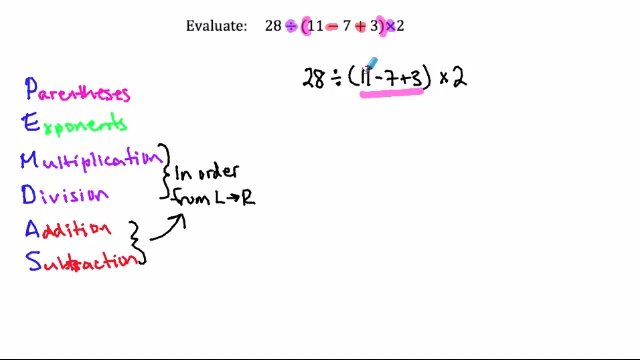 Evaluate: 28 ÷ (11 − 7 + 3) × 2
28 ÷ (11 - 7 + 3) × 2
Parentheses
Exponents
Multiplication
Division
In order
from L → R
Addition
Subtraction